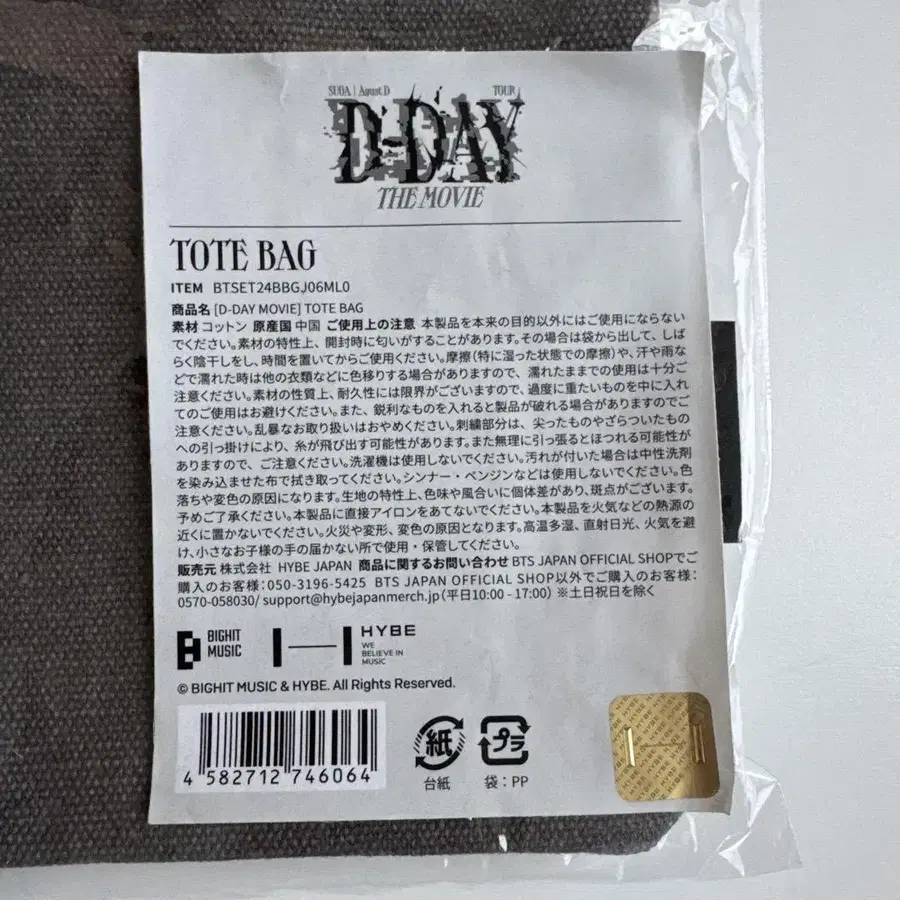 SUGA | Agust D TOUR
D-DAY
THE MOVIE
TOTE BAG
ITEM BTSET24BBGJ06ML0
商品名 [D-DAY MOVIE] TOTE BAG
素材 コットン 原産国 中国 ご使用上の注意 本製品を本来の目的以外にはご使用にならない
でください。素材の特性上、開封時に匂いがすることがあります。その場合は袋から出して、しば
らく陰干しをし、時間を置いてからご使用ください。摩擦（特に湿った状態での摩擦）や、汗や雨な
どで濡れた時は他の衣類などに色移りする場合がありますので、濡れたままでの使用は十分ご
注意ください。素材の性質上、耐久性には限界がございますので、過度に重たいものを中に入れ
てのご使用はお避けください。また、鋭利なものを入れると製品が破れる場合がありますのでご
注意ください。乱暴なお取り扱いはおやめください。刺繍部分は、尖ったものやざらついたもの
への引っ掛けにより、糸が飛び出す可能性があります。また無理に引っ張るとほつれる可能性が
ありますので、ご注意ください。洗濯機は使用しないでください。汚れが付いた場合は中性洗剤
を染み込ませた布で拭き取ってください。シンナー・ベンジンなどは使用しないでください。色
落ちや変色の原因になります。生地の特性上、色味や風合いに個体差があり、斑点がございます。
予めご了承ください。本製品に直接アイロンをあてないでください。本製品を火気などの熱源の
近くに置かないでください。火災や変形、変色の原因となります。高温多湿、直射日光、火気を避
け、小さなお子様の手の届かない所で使用・保管してください。
販売元 株式会社 HYBE JAPAN 商品に関するお問い合わせ BTS JAPAN OFFICIAL SHOPでご
購入のお客様：050-3196-5425 BTS JAPAN OFFICIAL SHOP以外でご購入のお客様：
0570-058030/ support@hybejapanmerch.jp（平日10:00 - 17:00）※土日祝日を除く
BIGHIT
MUSIC
HYBE
WE
BELIEVE IN
MUSIC
© BIGHIT MUSIC & HYBE. All Rights Reserved.
4 582712 746064
紙
台紙
プラ
袋：PP
HYBE